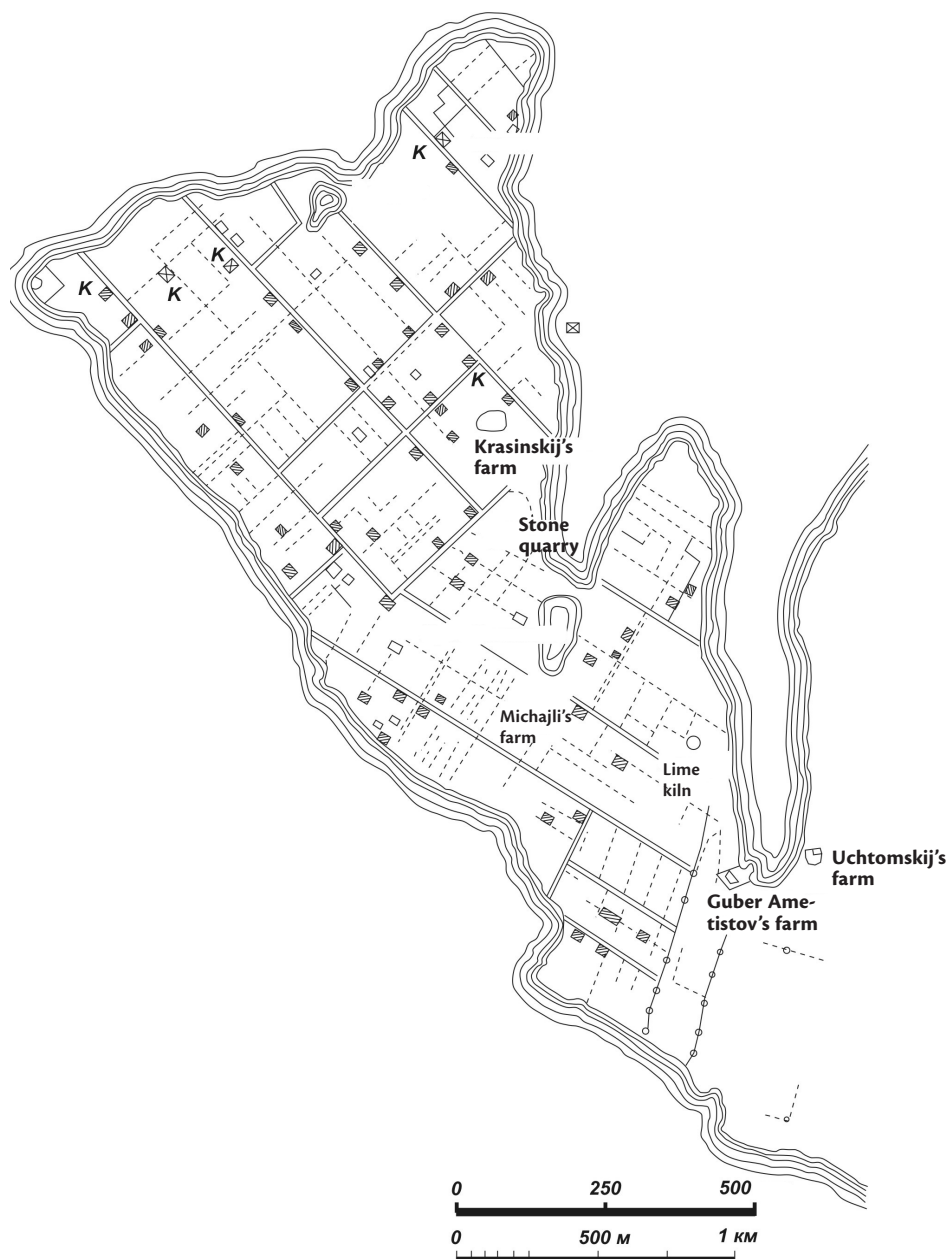 K
K
K
K
K
Krasinskij's
farm
Stone
quarry
Michajli's
farm
Lime
kiln
Uchtomskij's
farm
Guber Ame-
tistov's farm
0 250 500
0 500 м 1 км